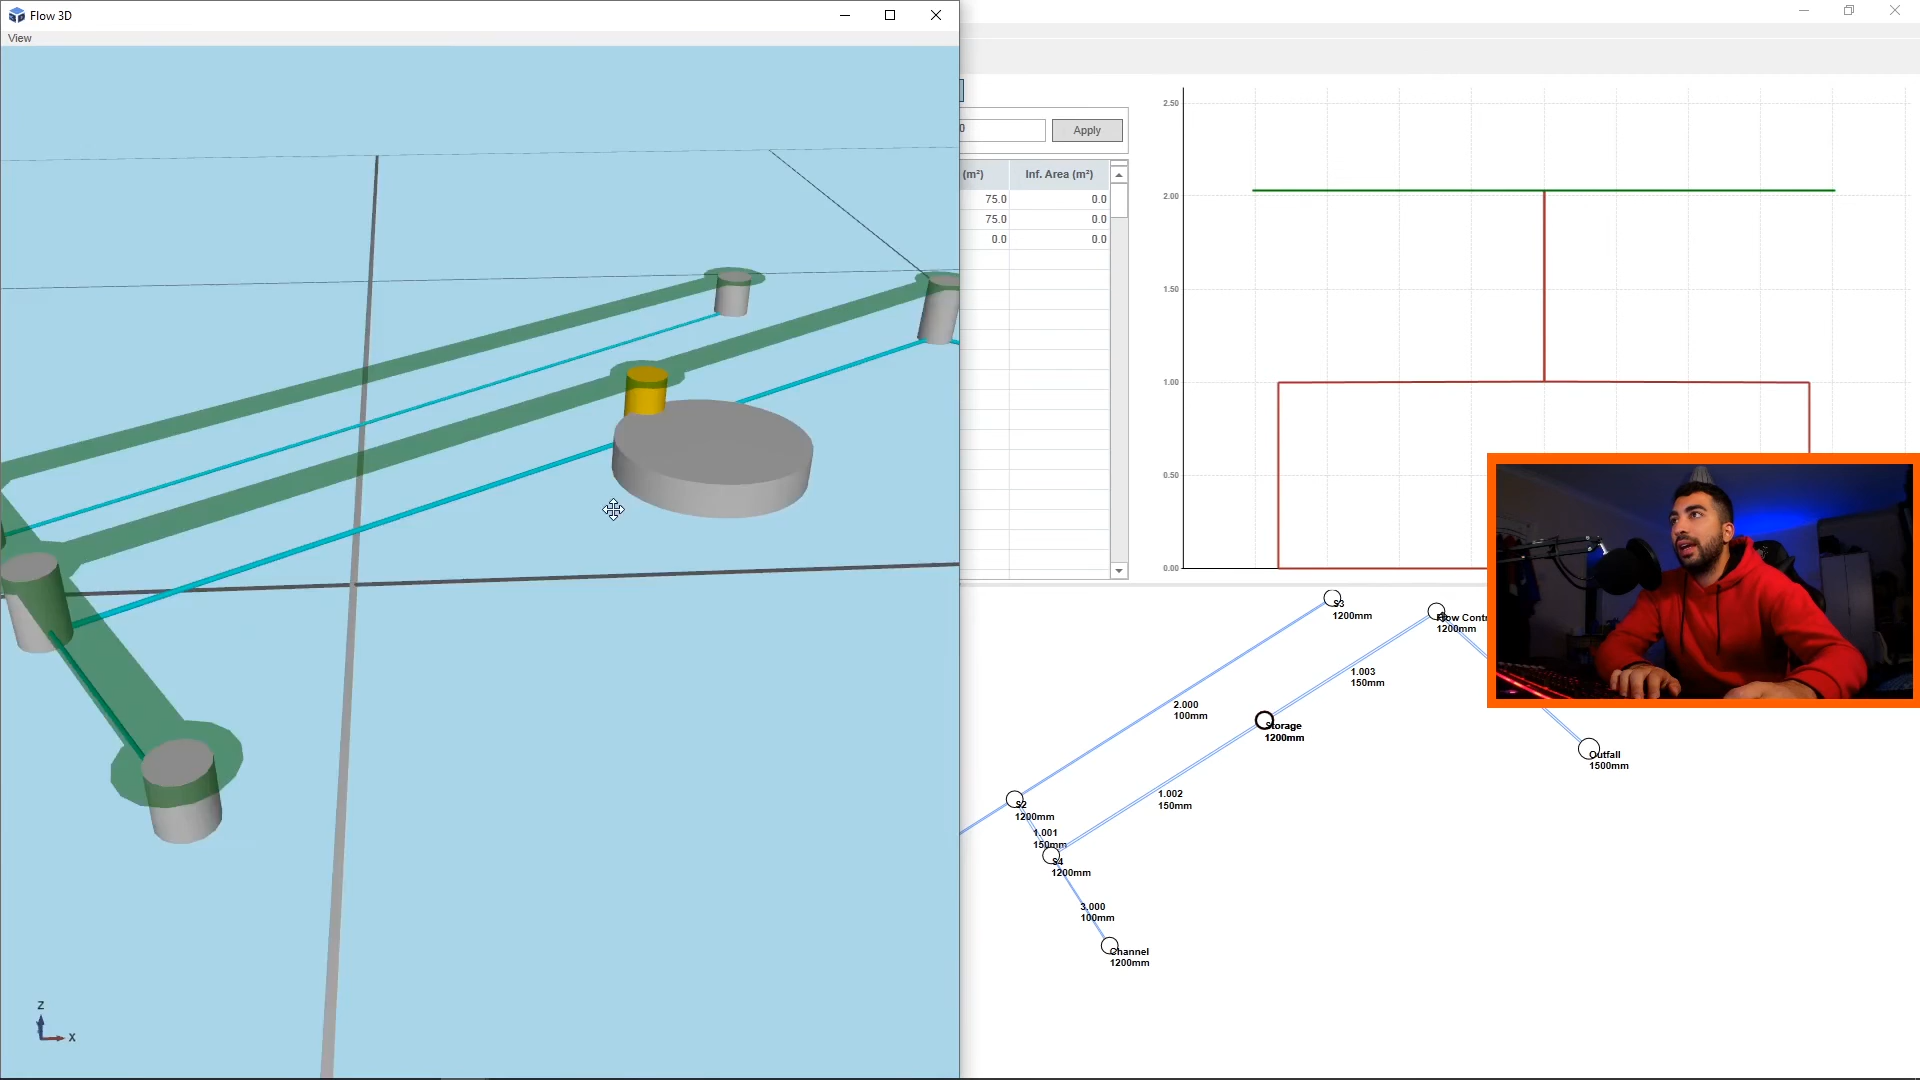 Flow 3D
View
0
Apply
(m²)
Inf. Area (m²)
75.0
0.0
75.0
0.0
0.0
0.0
2.50
2.00
1.50
1.00
0.50
0.00
S3
1200mm
Flow Contr
1200mm
1.003
150mm
2.000
100mm
Storage
1200mm
Outfall
1500mm
1.002
150mm
S2
1200mm
1.001
150mm
S4
1200mm
3.000
100mm
Channel
1200mm
Z
X